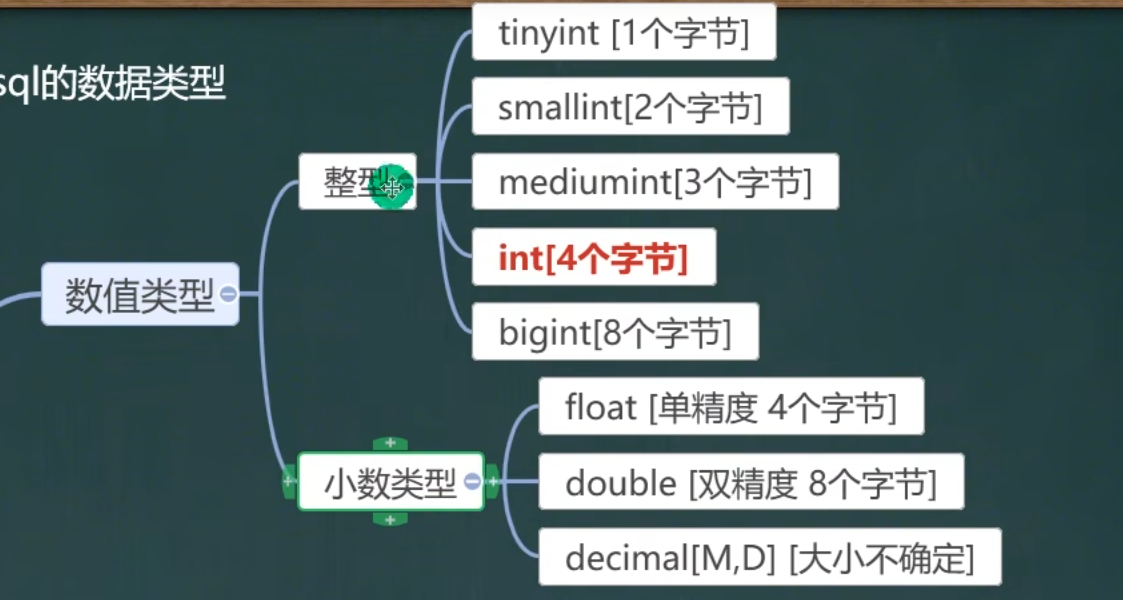 tinyint [1个字节]
sql的数据类型
smallint[2个字节]
整型
mediumint[3个字节]
int[4个字节]
数值类型
bigint[8个字节]
float [单精度 4个字节]
小数类型
double [双精度 8个字节]
decimal[M,D] [大小不确定]